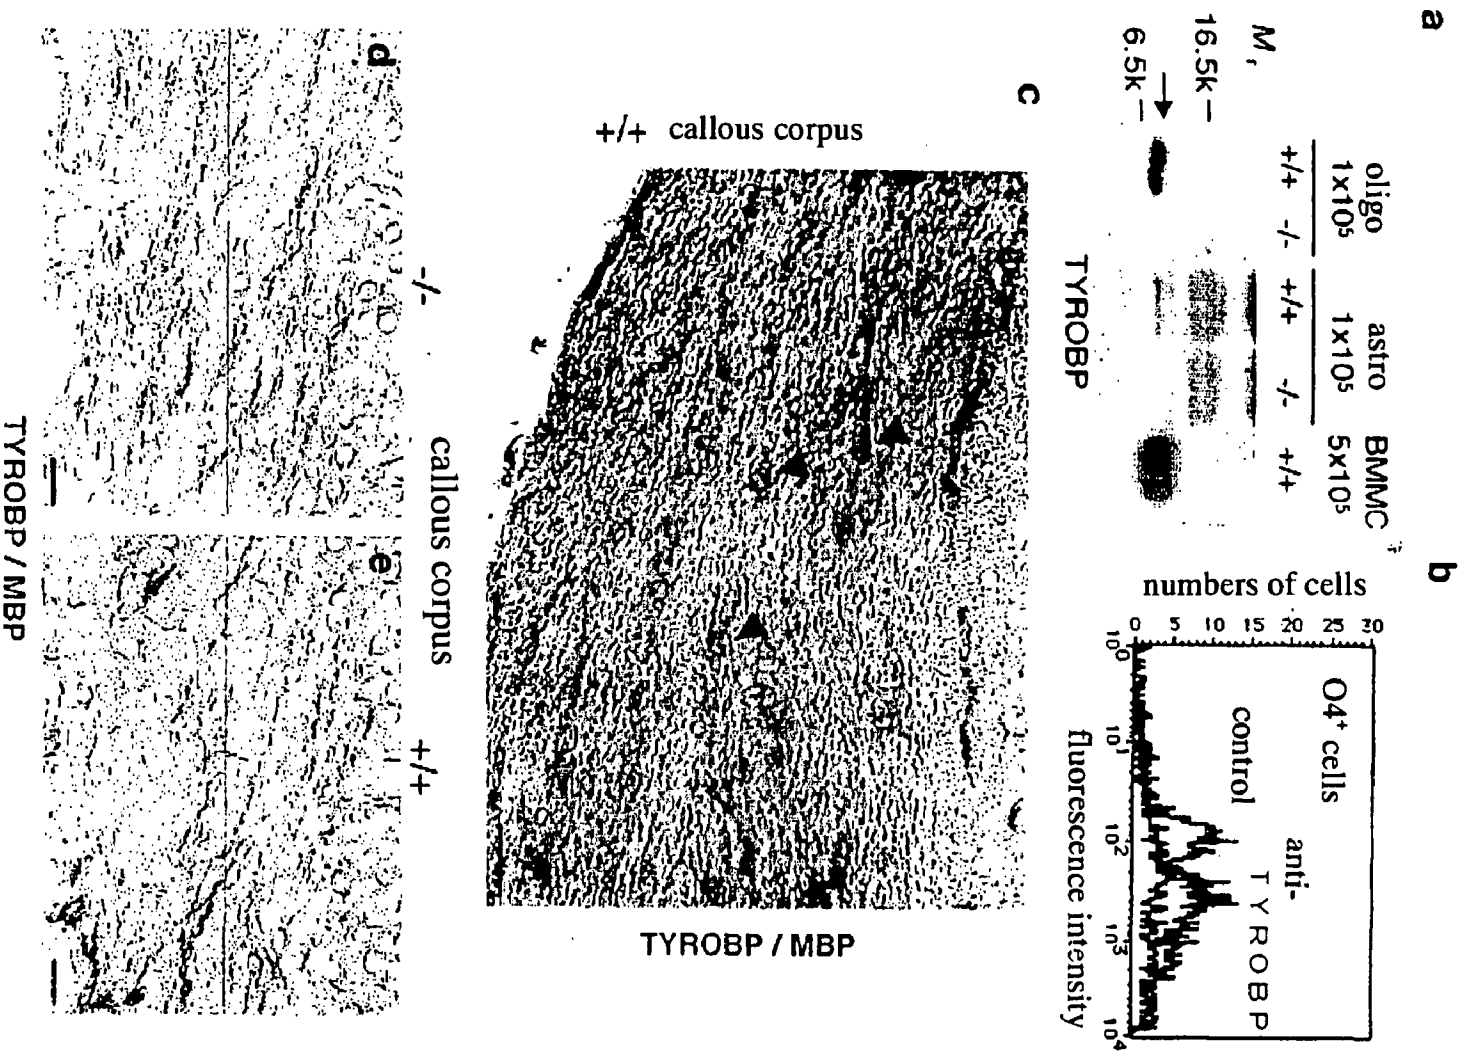 a
oligo astro BMMC
1x10⁵ 1x10⁵ 5x10⁵
+/+ -/- +/+ -/- +/+
M r
16.5k
6.5k
TYROBP
b
numbers of cells
30
25
20
15
10
5
0
O4⁺ cells
anti-
TYROBP
control
10⁰ 10¹ 10² 10³ 10⁴
fluorescence intensity
c
+/+ callous corpus
TYROBP / MBP
callous corpus
-/- +/+
d
e
TYROBP / MBP